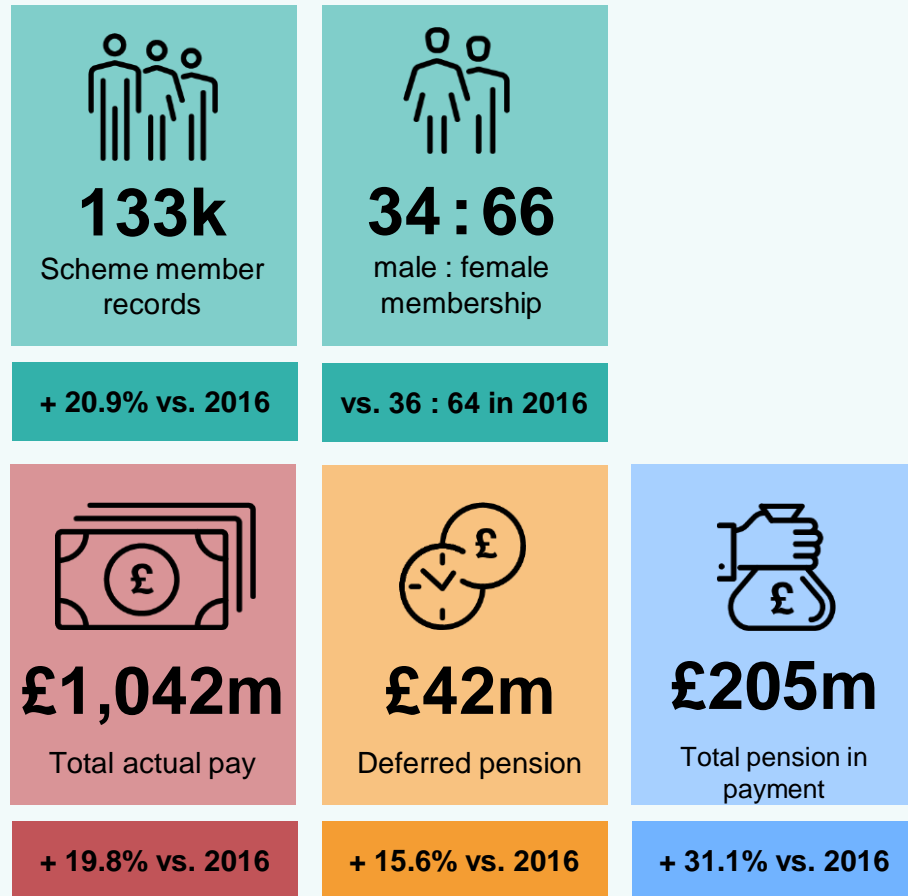 133k
Scheme member
records
+ 20.9% vs. 2016
34 : 66
male : female
membership
vs. 36 : 64 in 2016
£
£1,042m
Total actual pay
+ 19.8% vs. 2016
£
£42m
Deferred pension
+ 15.6% vs. 2016
£
£205m
Total pension in
payment
+ 31.1% vs. 2016